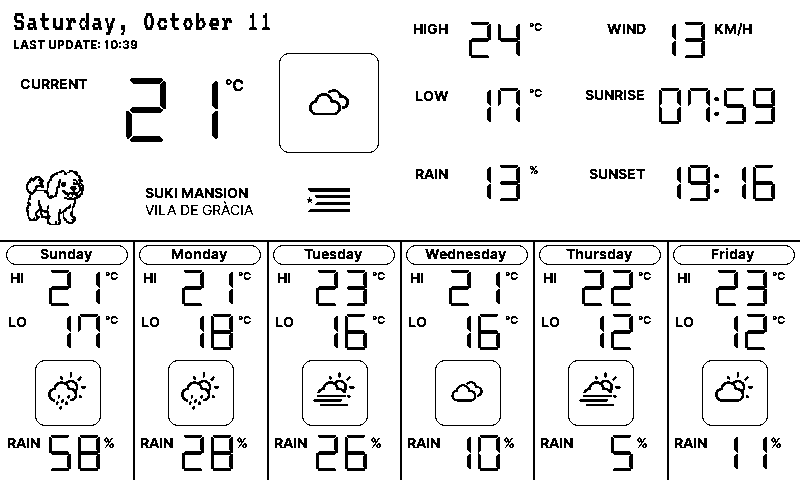 Saturday, October 11
LAST UPDATE: 10:39
CURRENT 21 °C
SUKI MANSION
VILA DE GRÀCIA
HIGH 24 °C
WIND 13 KM/H
LOW 17 °C
SUNRISE 07:59
RAIN 13 %
SUNSET 19:16
Sunday
HI 21 °C
LO 17 °C
RAIN 58 %
Monday
HI 21 °C
LO 18 °C
RAIN 28 %
Tuesday
HI 23 °C
LO 16 °C
RAIN 26 %
Wednesday
HI 21 °C
LO 16 °C
RAIN 10 %
Thursday
HI 22 °C
LO 12 °C
RAIN 5 %
Friday
HI 23 °C
LO 12 °C
RAIN 11 %